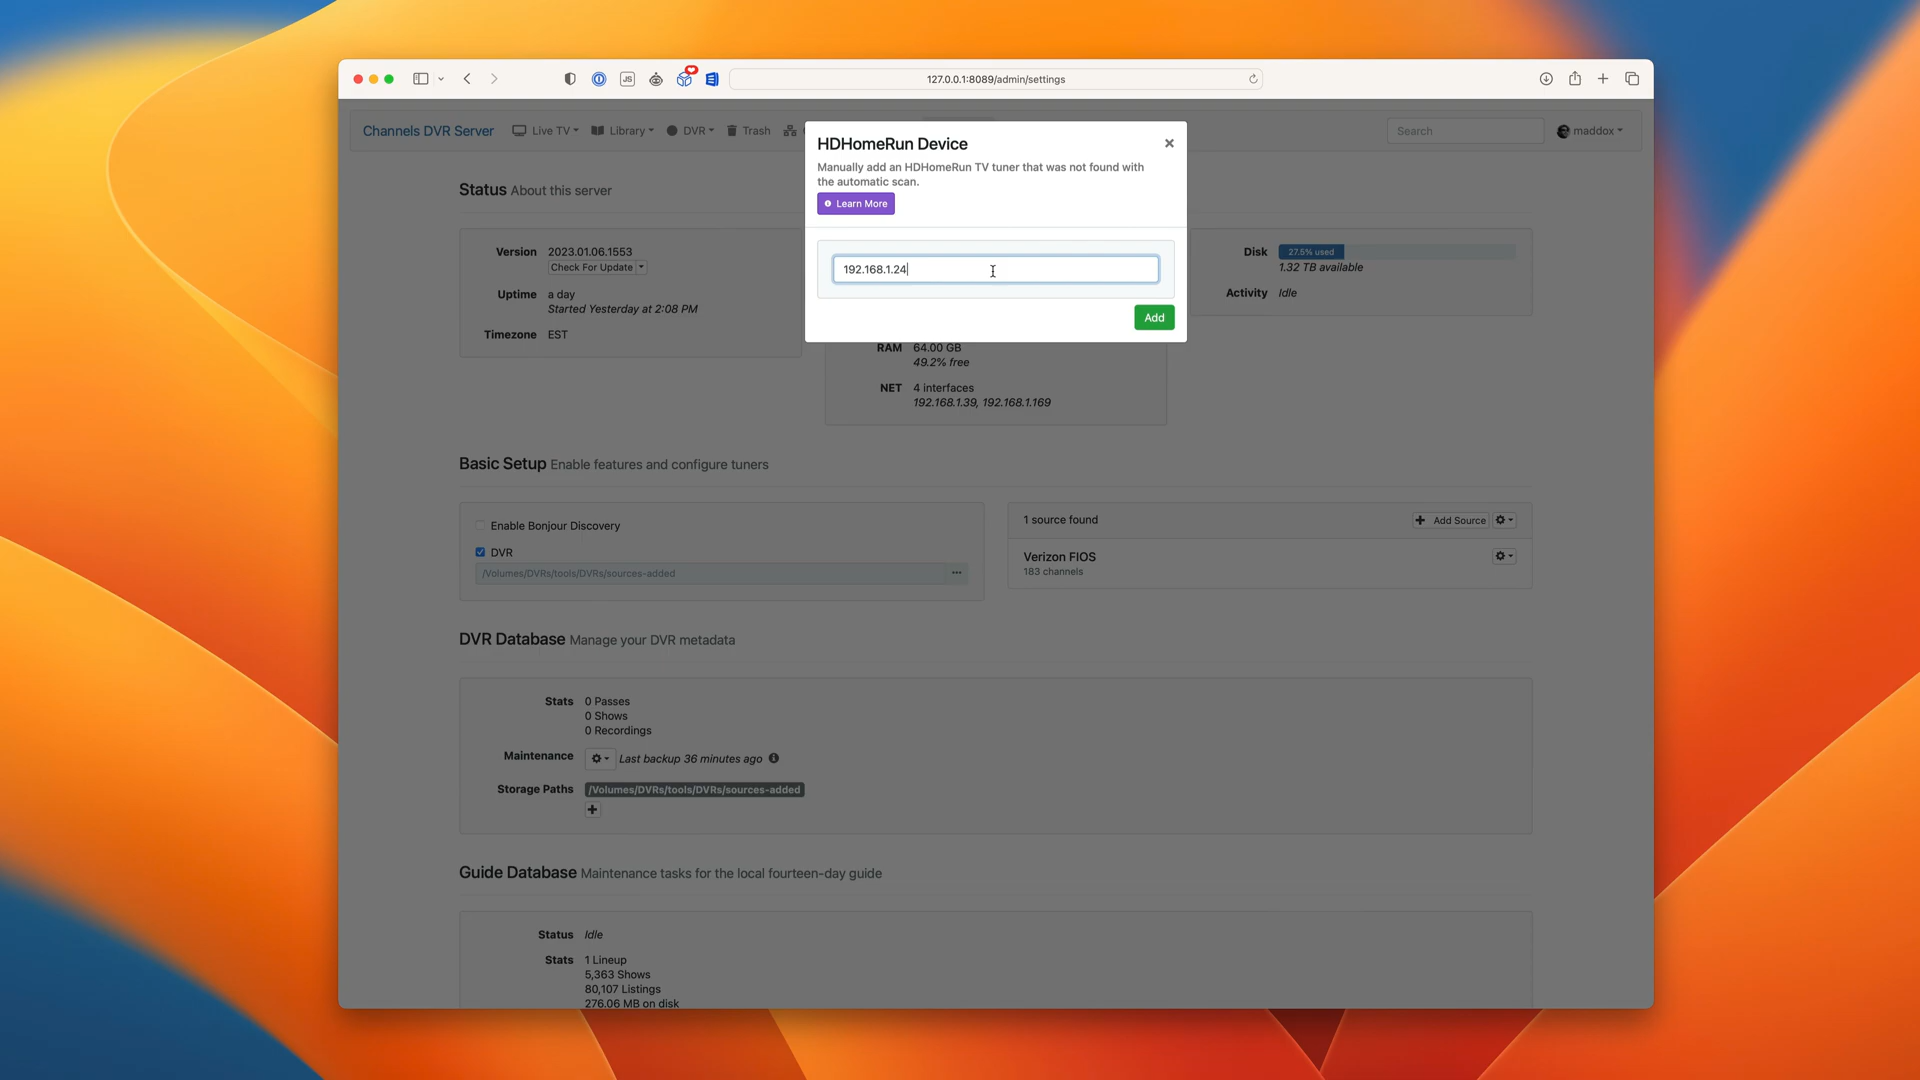 127.0.0.1:8089/admin/settings
Channels DVR Server
Live TV
Library
DVR
Trash
Search
maddox
HDHomeRun Device
Manually add an HDHomeRun TV tuner that was not found with
the automatic scan.
Learn More
192.168.1.24
Add
Status About this server
Version 2023.01.06.1553
Check For Update
Uptime a day
Started Yesterday at 2:08 PM
Timezone EST
RAM 64.00 GB
49.2% free
NET 4 interfaces
192.168.1.39, 192.168.1.169
Disk 27.5% used
1.32 TB available
Activity Idle
Basic Setup Enable features and configure tuners
Enable Bonjour Discovery
DVR
/Volumes/DVRs/tools/DVRs/sources-added
1 source found
Add Source
Verizon FIOS
183 channels
DVR Database Manage your DVR metadata
Stats 0 Passes
0 Shows
0 Recordings
Maintenance Last backup 36 minutes ago
Storage Paths /Volumes/DVRs/tools/DVRs/sources-added
Guide Database Maintenance tasks for the local fourteen-day guide
Status Idle
Stats 1 Lineup
5,363 Shows
80,107 Listings
276.06 MB on disk